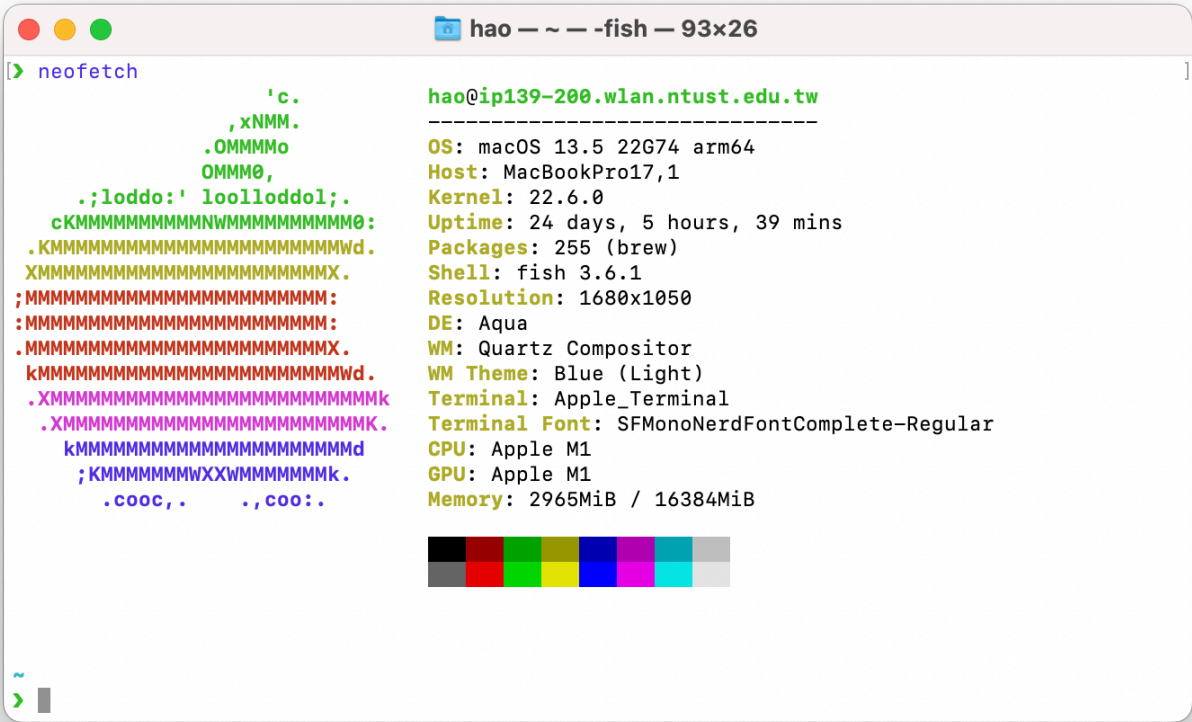 hao — ~ — -fish — 93×26
[❯ neofetch ]
'c. hao@ip139-200.wlan.ntust.edu.tw
,xNMM. -------------------------------
.OMMMMo OS: macOS 13.5 22G74 arm64
OMMM0, Host: MacBookPro17,1
.;loddo:' loolloddol;. Kernel: 22.6.0
cKMMMMMMMMMMNWMMMMMMMMMM0: Uptime: 24 days, 5 hours, 39 mins
.KMMMMMMMMMMMMMMMMMMMMMMMWd. Packages: 255 (brew)
XMMMMMMMMMMMMMMMMMMMMMMMX. Shell: fish 3.6.1
;MMMMMMMMMMMMMMMMMMMMMMMM: Resolution: 1680x1050
:MMMMMMMMMMMMMMMMMMMMMMMM: DE: Aqua
.MMMMMMMMMMMMMMMMMMMMMMMMX. WM: Quartz Compositor
kMMMMMMMMMMMMMMMMMMMMMMMMWd. WM Theme: Blue (Light)
.XMMMMMMMMMMMMMMMMMMMMMMMMMMk Terminal: Apple_Terminal
.XMMMMMMMMMMMMMMMMMMMMMMMMK. Terminal Font: SFMonoNerdFontComplete-Regular
kMMMMMMMMMMMMMMMMMMMMMMd CPU: Apple M1
;KMMMMMMMWXXWMMMMMMMk. GPU: Apple M1
.cooc,. .,coo:. Memory: 2965MiB / 16384MiB
~
❯